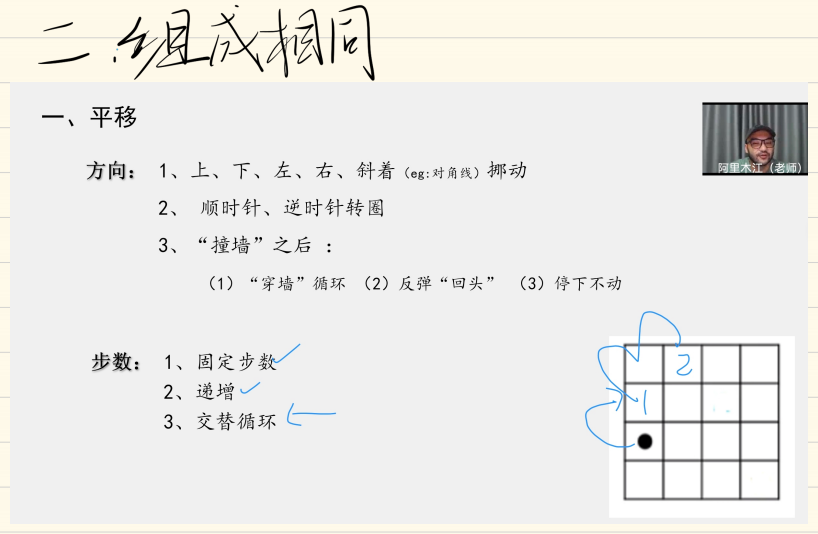 二.组成相同
一、平移
阿里木江（老师）
方向： 1、上、下、左、右、斜着（eg:对角线）挪动
2、 顺时针、逆时针转圈
3、“撞墙”之后 ：
（1）“穿墙”循环 （2）反弹“回头” （3）停下不动
步数： 1、固定步数
2、递增
3、交替循环
2
1